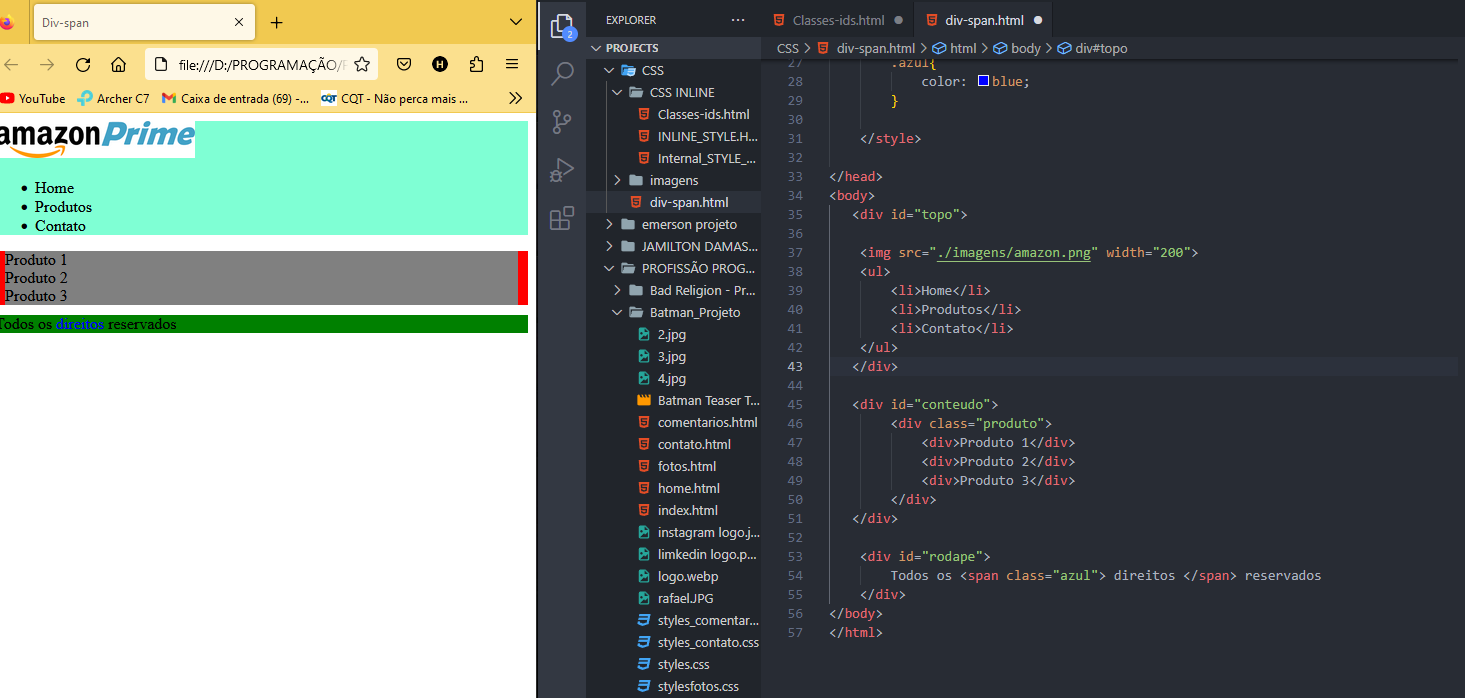 Div-span
file:///D:/PROGRAMAÇÃO/
YouTube Archer C7 Caixa de entrada (69) -... CQT - Não perca mais ...
amazonPrime
Home
Produtos
Contato
Produto 1
Produto 2
Produto 3
Todos os direitos reservados
2
EXPLORER
PROJECTS
CSS
CSS INLINE
Classes-ids.html
INLINE_STYLE.H...
Internal_STYLE_...
imagens
div-span.html
emerson projeto
JAMILTON DAMAS...
PROFISSÃO PROG...
Bad Religion - Pr...
Batman_Projeto
2.jpg
3.jpg
4.jpg
Batman Teaser T...
comentarios.html
contato.html
fotos.html
home.html
index.html
instagram logo.j...
limkedin logo.p...
logo.webp
rafael.JPG
styles_comentar...
styles_contato.css
styles.css
stylesfotos.css
Classes-ids.html div-span.html
CSS > div-span.html > html > body > div#topo
27 .azul{
28 color: blue;
29 }
30
31 </style>
32
33 </head>
34 <body>
35 <div id="topo">
36
37 <img src="./imagens/amazon.png" width="200">
38 <ul>
39 <li>Home</li>
40 <li>Produtos</li>
41 <li>Contato</li>
42 </ul>
43 </div>
44
45 <div id="conteudo">
46 <div class="produto">
47 <div>Produto 1</div>
48 <div>Produto 2</div>
49 <div>Produto 3</div>
50 </div>
51 </div>
52
53 <div id="rodape">
54 Todos os <span class="azul"> direitos </span> reservados
55 </div>
56 </body>
57 </html>